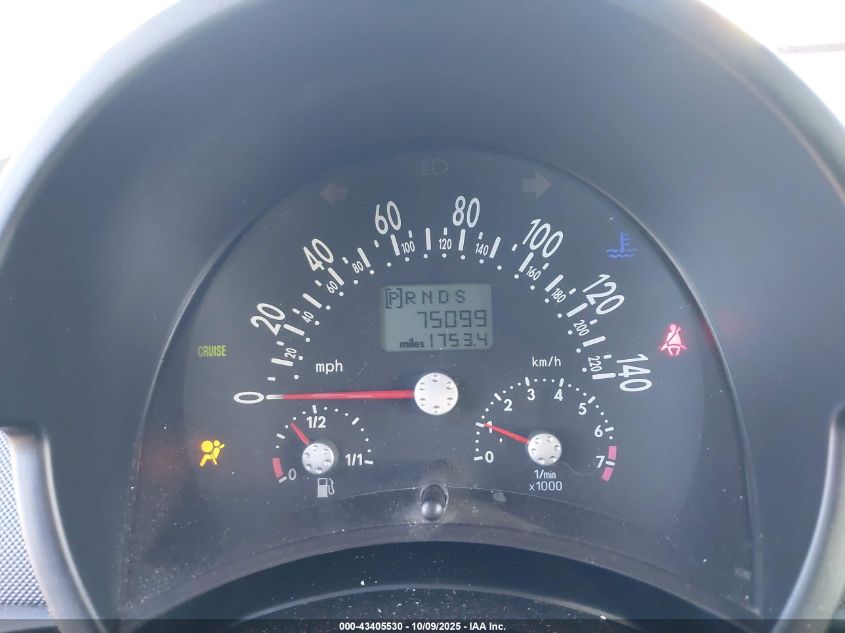 20 40 60 80 100 120 140
0
20 40 60 80 100 120 140 160 180 200 220
CRUISE
mph
km/h
[P] R N D S
75099
miles 1753.4
0 1/2 1/1
0 1 2 3 4 5 6 7
1/min
x1000
000-43405530 - 10/09/2025 - IAA Inc.